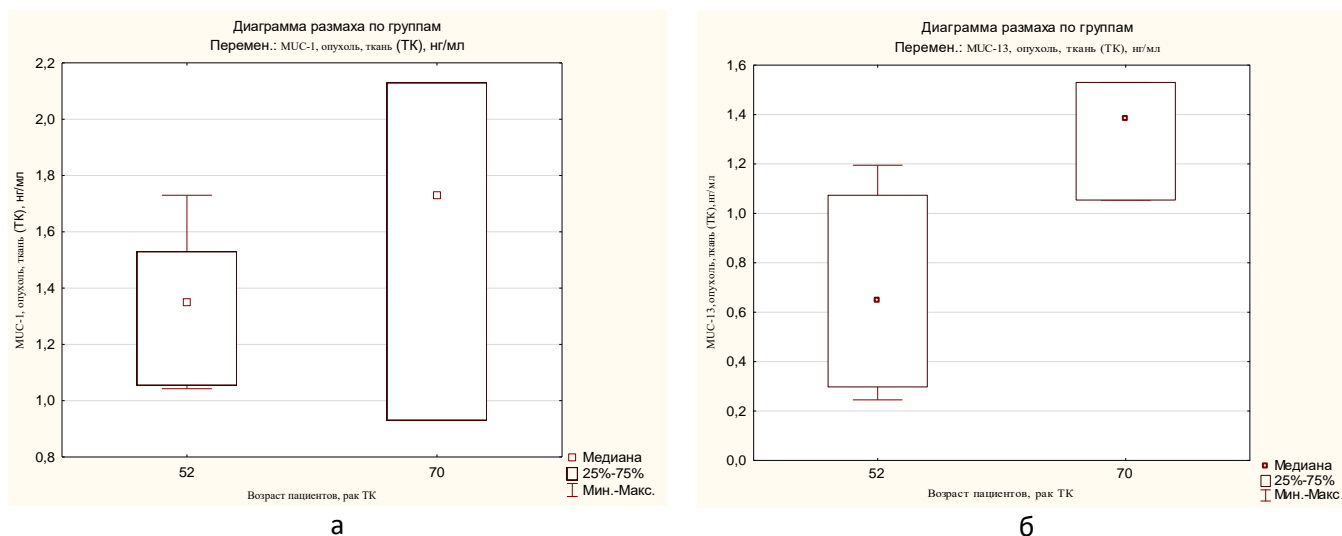 Диаграмма размаха по группам
Перемен.: MUC-1, опухоль, ткань (ТК), нг/мл
MUC-1, опухоль, ткань (ТК), нг/мл
2,2
2,0
1,8
1,6
1,4
1,2
1,0
0,8
52
70
Возраст пациентов, рак ТК
Медиана
25%-75%
Мин.-Макс.
а
Диаграмма размаха по группам
Перемен.: MUC-13, опухоль, ткань (ТК), нг/мл
MUC-13, опухоль, ткань (ТК), нг/мл
1,6
1,4
1,2
1,0
0,8
0,6
0,4
0,2
0,0
52
70
Возраст пациентов, рак ТК
Медиана
25%-75%
Мин.-Макс.
б